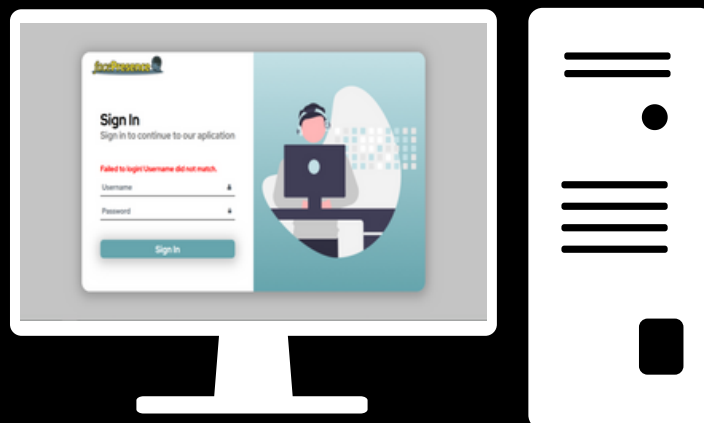 Sign In
Sign in to continue to our aplication
Failed to login! Username did not match.
Username
Password
Sign In